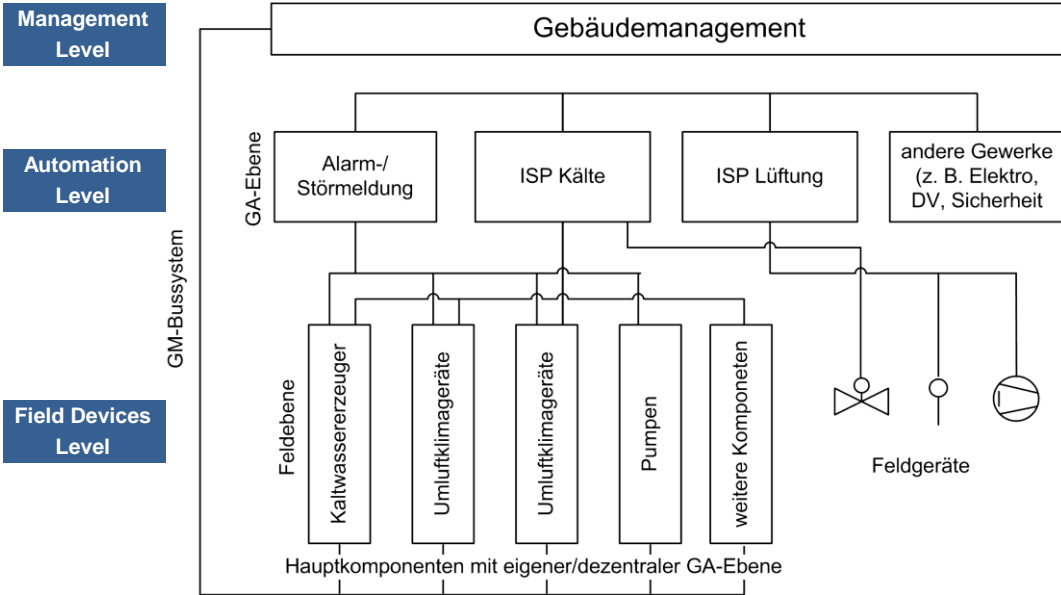 Management
Level
Gebäudemanagement
Automation
Level
GA-Ebene
Alarm-/
Störmeldung
ISP Kälte
ISP Lüftung
andere Gewerke
(z. B. Elektro,
DV, Sicherheit
GM-Bussystem
Field Devices
Level
Feldebene
Kaltwassererzeuger
Umluftklimageräte
Umluftklimageräte
Pumpen
weitere Komponeten
Feldgeräte
Hauptkomponenten mit eigener/dezentraler GA-Ebene